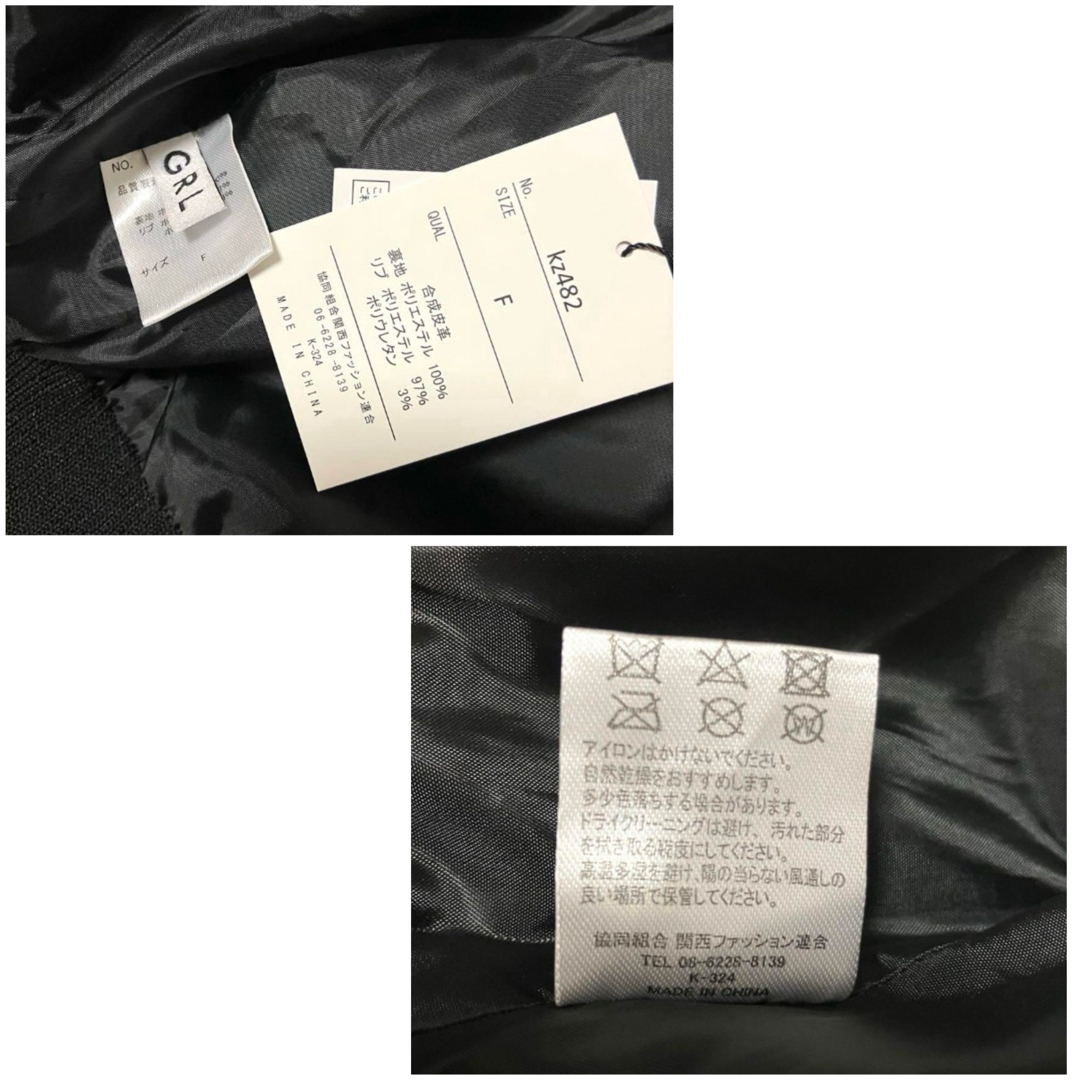 NO.
GRL
品質表
裏地 ポ
リブ ポ
サイズ F
No. kz482
SIZE F
QUAL
合成皮革
裏地 ポリエステル 100%
リブ ポリエステル 97%
ポリウレタン 3%
協同組合関西ファッション連合
06-6228-8139
K-324
MADE IN CHINA
アイロンはかけないでください。
自然乾燥をおすすめします。
多少色落ちする場合があります。
ドライクリーニングは避け、汚れた部分
を拭き取る程度にしてください。
高温多湿を避け、陽の当らない風通しの
良い場所で保管してください。
協同組合 関西ファッション連合
TEL 06-6228-8139
K-324
MADE IN CHINA